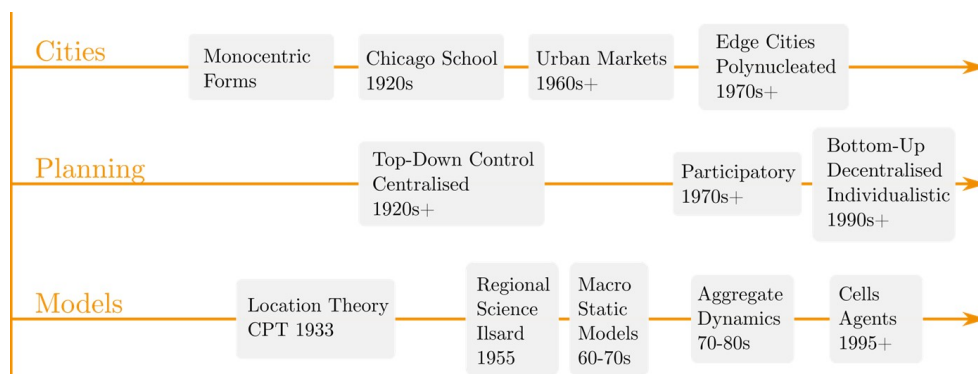 Cities
Monocentric
Forms
Chicago School
1920s
Urban Markets
1960s+
Edge Cities
Polynucleated
1970s+
Planning
Top-Down Control
Centralised
1920s+
Participatory
1970s+
Bottom-Up
Decentralised
Individualistic
1990s+
Models
Location Theory
CPT 1933
Regional
Science
Ilsard
1955
Macro
Static
Models
60-70s
Aggregate
Dynamics
70-80s
Cells
Agents
1995+